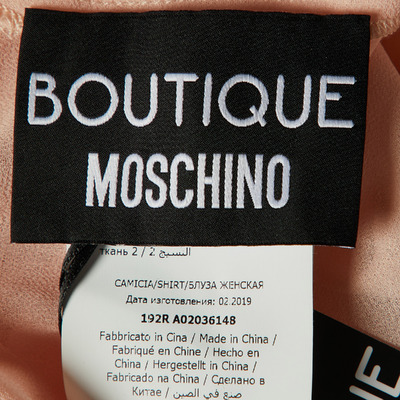 BOUTIQUE
MOSCHINO
ткань 2 / 2 النسيج
CAMICIA/SHIRT/БЛУЗА ЖЕНСКАЯ
Дата изготовления: 02.2019
192R A02036148
Fabbricato in Cina / Made in China /
Fabriqué en Chine / Hecho en
China / Hergestellt in China /
Fabricado na China / Сделано в
Китае / صنع في الصين